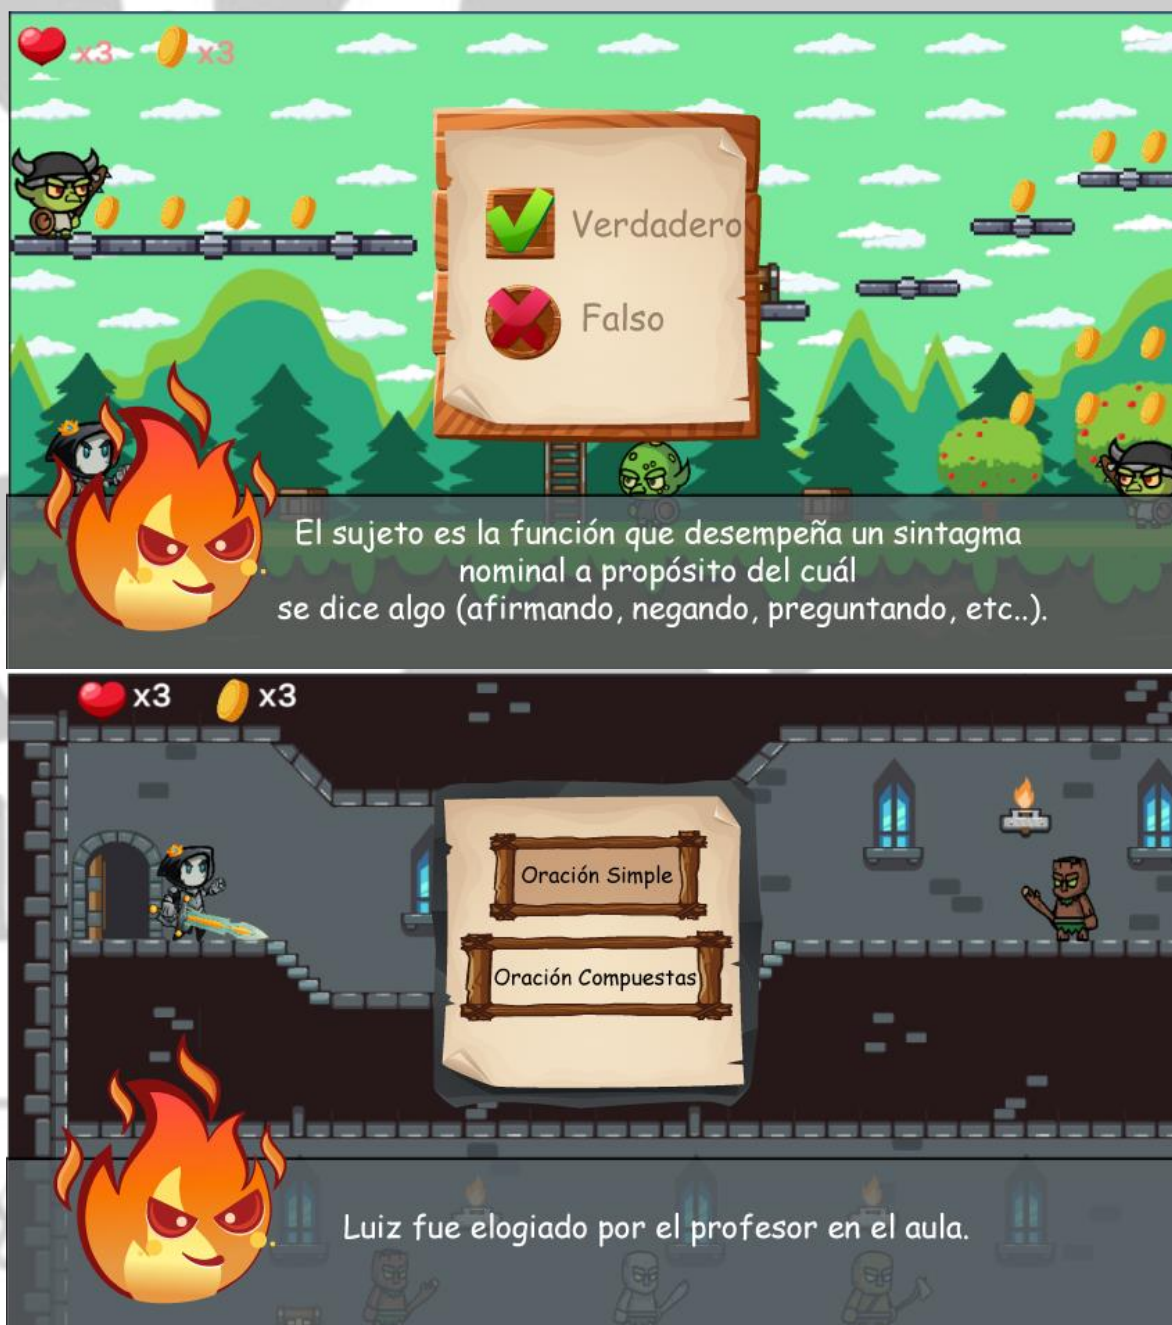 x3 x3
Verdadero
Falso
El sujeto es la función que desempeña un sintagma
nominal a propósito del cuál
se dice algo (afirmando, negando, preguntando, etc..).
x3 x3
Oración Simple
Oración Compuestas
Luiz fue elogiado por el profesor en el aula.